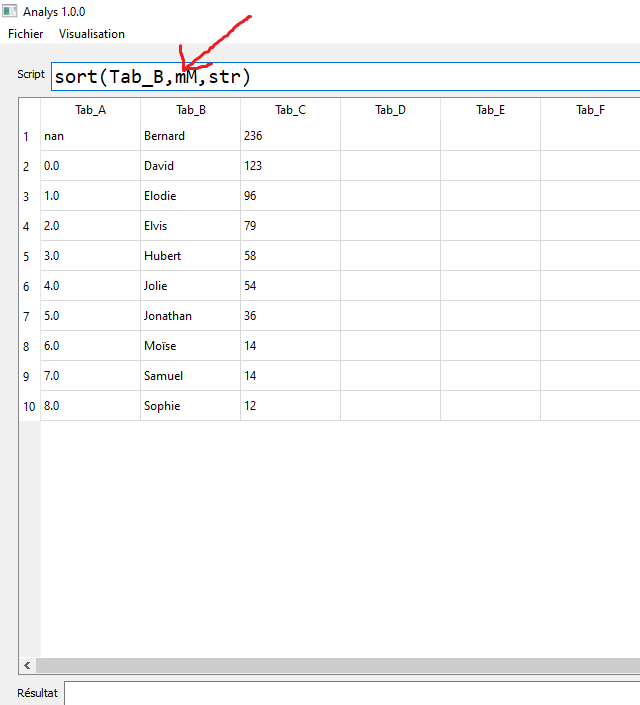 Analys 1.0.0
Fichier Visualisation
Script sort(Tab_B,mM,str)
Tab_A Tab_B Tab_C Tab_D Tab_E Tab_F
1 nan Bernard 236
2 0.0 David 123
3 1.0 Elodie 96
4 2.0 Elvis 79
5 3.0 Hubert 58
6 4.0 Jolie 54
7 5.0 Jonathan 36
8 6.0 Moïse 14
9 7.0 Samuel 14
10 8.0 Sophie 12
Résultat